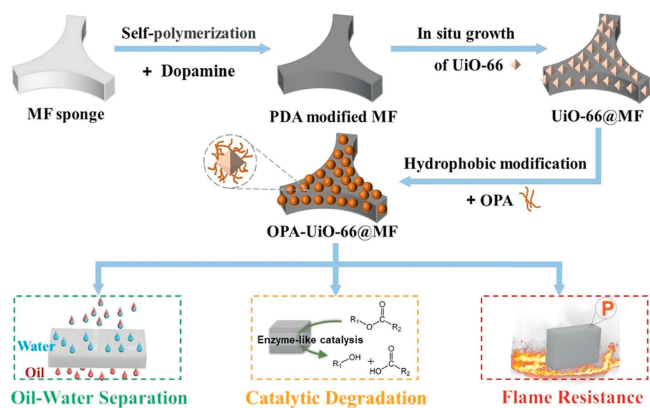 Self-polymerization
+ Dopamine
In situ growth
of UiO-66
MF sponge
PDA modified MF
UiO-66@MF
Hydrophobic modification
+ OPA
OPA-UiO-66@MF
Water
Oil
Oil-Water Separation
R1 O O R2
Enzyme-like catalysis
R1 OH + HO O R2
Catalytic Degradation
P
Flame Resistance